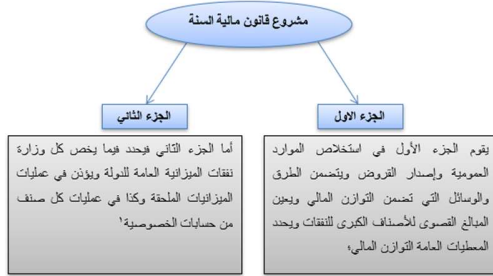 مشروع قانون مالية السنة
الجزء الاول
يقوم الجزء الأول في استخلاص الموارد
العمومية وإصدار القروض ويتضمن الطرق
والوسائل التي تضمن التوازن المالي ويعين
المبالغ القصوى للأصناف الكبرى للنفقات ويحدد
المعطيات العامة التوازن المالي؛
الجزء الثاني
أما الجزء الثاني فيحدد فيما يخص كل وزارة
نفقات الميزانية العامة للدولة ويؤذن في عمليات
الميزانيات الملحقة وكذا في عمليات كل صنف
من حسابات الخصوصية¹